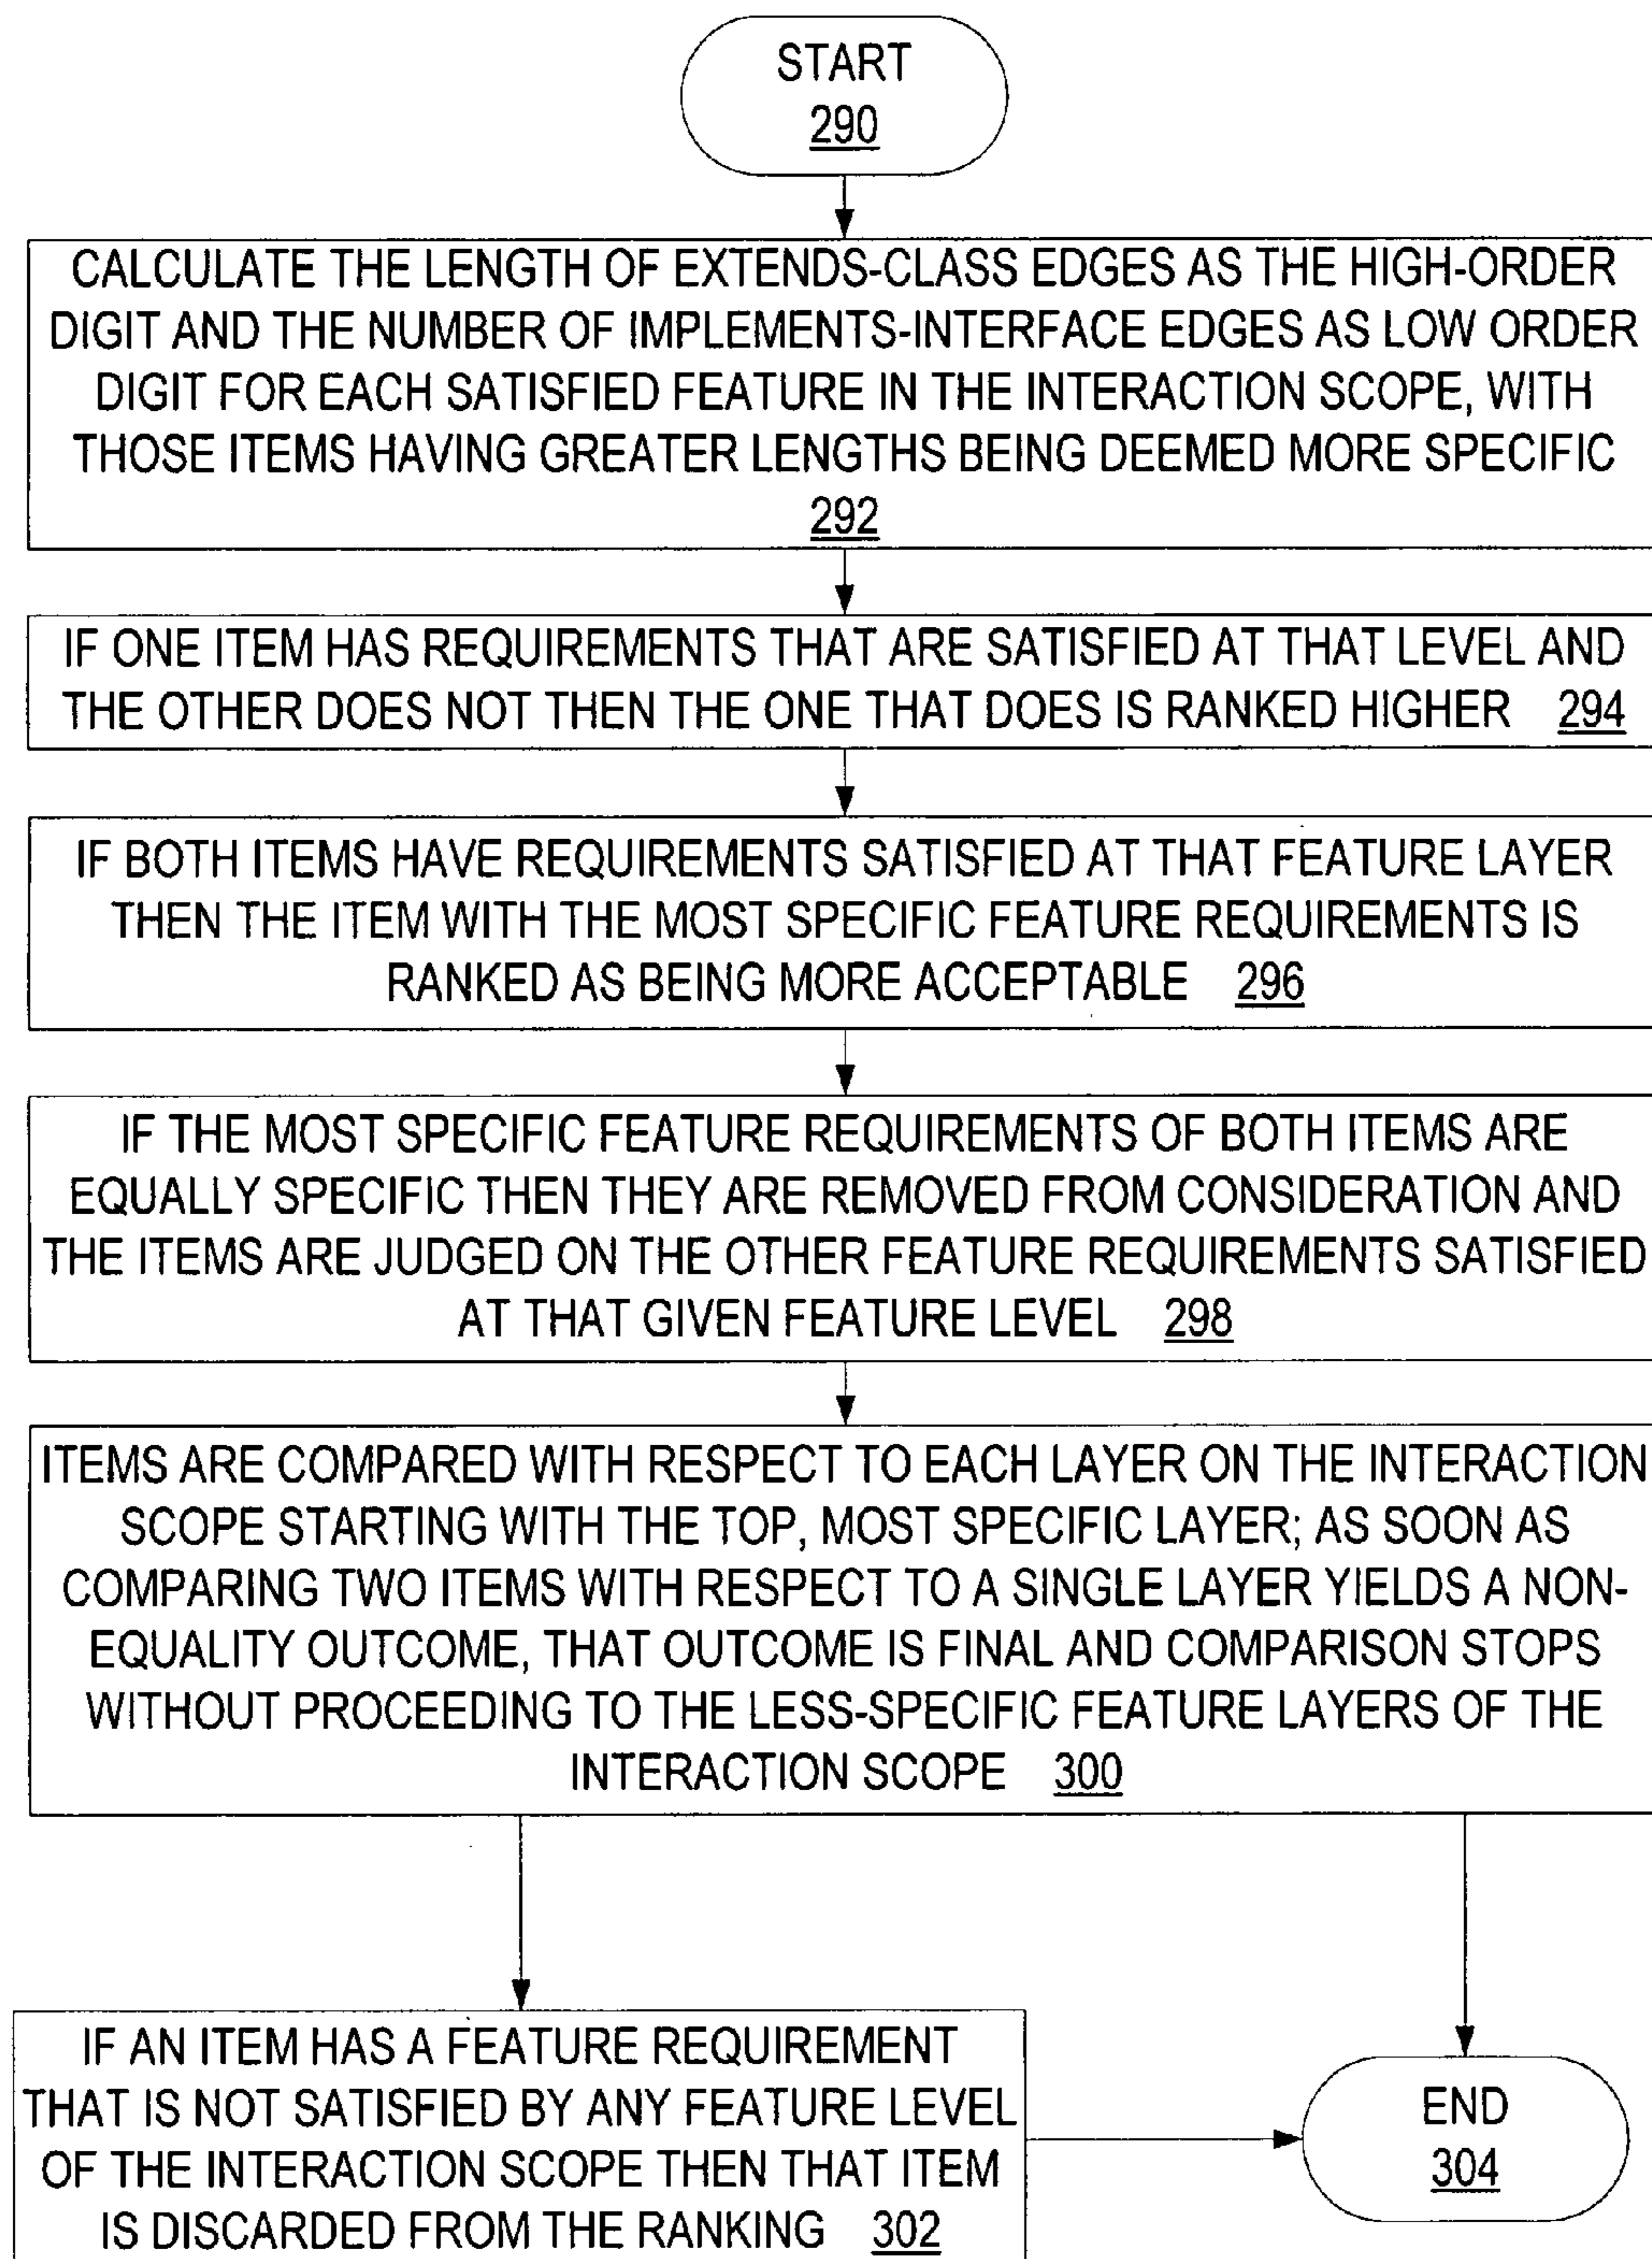 START
290
CALCULATE THE LENGTH OF EXTENDS-CLASS EDGES AS THE HIGH-ORDER
DIGIT AND THE NUMBER OF IMPLEMENTS-INTERFACE EDGES AS LOW ORDER
DIGIT FOR EACH SATISFIED FEATURE IN THE INTERACTION SCOPE, WITH
THOSE ITEMS HAVING GREATER LENGTHS BEING DEEMED MORE SPECIFIC
292
IF ONE ITEM HAS REQUIREMENTS THAT ARE SATISFIED AT THAT LEVEL AND
THE OTHER DOES NOT THEN THE ONE THAT DOES IS RANKED HIGHER 294
IF BOTH ITEMS HAVE REQUIREMENTS SATISFIED AT THAT FEATURE LAYER
THEN THE ITEM WITH THE MOST SPECIFIC FEATURE REQUIREMENTS IS
RANKED AS BEING MORE ACCEPTABLE 296
IF THE MOST SPECIFIC FEATURE REQUIREMENTS OF BOTH ITEMS ARE
EQUALLY SPECIFIC THEN THEY ARE REMOVED FROM CONSIDERATION AND
THE ITEMS ARE JUDGED ON THE OTHER FEATURE REQUIREMENTS SATISFIED
AT THAT GIVEN FEATURE LEVEL 298
ITEMS ARE COMPARED WITH RESPECT TO EACH LAYER ON THE INTERACTION
SCOPE STARTING WITH THE TOP, MOST SPECIFIC LAYER; AS SOON AS
COMPARING TWO ITEMS WITH RESPECT TO A SINGLE LAYER YIELDS A NON-
EQUALITY OUTCOME, THAT OUTCOME IS FINAL AND COMPARISON STOPS
WITHOUT PROCEEDING TO THE LESS-SPECIFIC FEATURE LAYERS OF THE
INTERACTION SCOPE 300
IF AN ITEM HAS A FEATURE REQUIREMENT
THAT IS NOT SATISFIED BY ANY FEATURE LEVEL
OF THE INTERACTION SCOPE THEN THAT ITEM
IS DISCARDED FROM THE RANKING 302
END
304